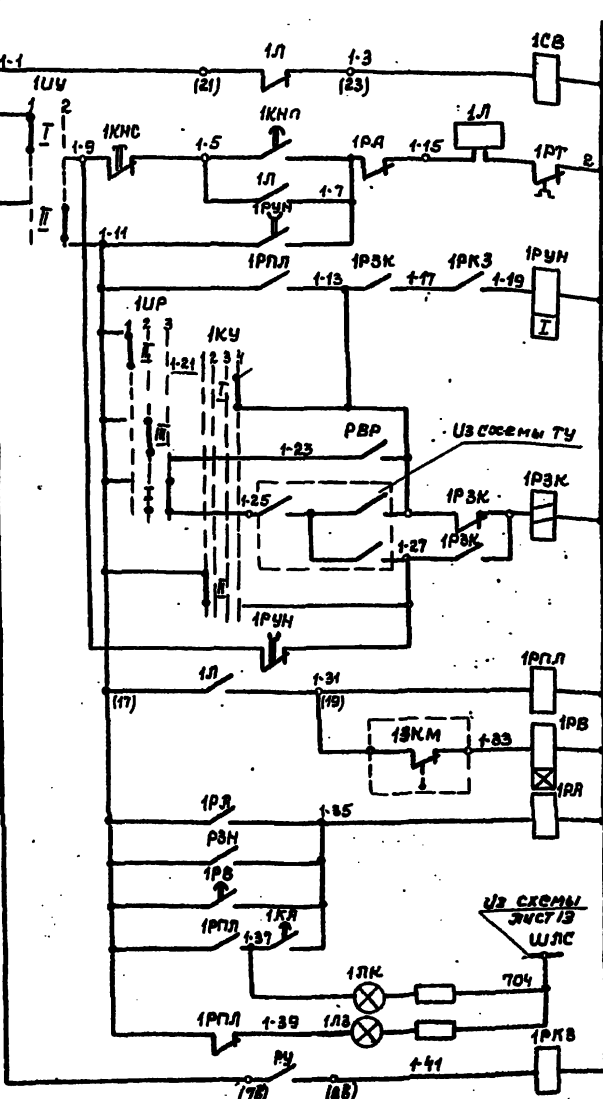 1-1
1Л
1-3
1СВ
(21)
(23)
1ИУ
1 2
I
1КНС
1КНП
1Л
1-9
1-5
1РА
1-15
1РТ
2
1Л
1-7
II
1РУН
1-11
1РПЛ
1-13
1РЗК
1-17
1РКЗ
1-19
1РУН
I
1ИР
1 2 3
1КУ
1-21
1 2 3 4
II
I
III
I
РВР
Из схемы ТУ
1-23
1-25
1РЗК
1РЗК
1РЗК
1-27
II
1РУН
1Л
1-31
1РПЛ
(17)
(19)
1ЗКМ
1-33
1РВ
1РА
1РА
1-35
РЗН
1РВ
1РПЛ
1-37
1КА
Из схемы
лист 13
ШЛС
1ЛК
704
1РПЛ
1-39
1ЛЗ
РУ
1-41
1РКЗ